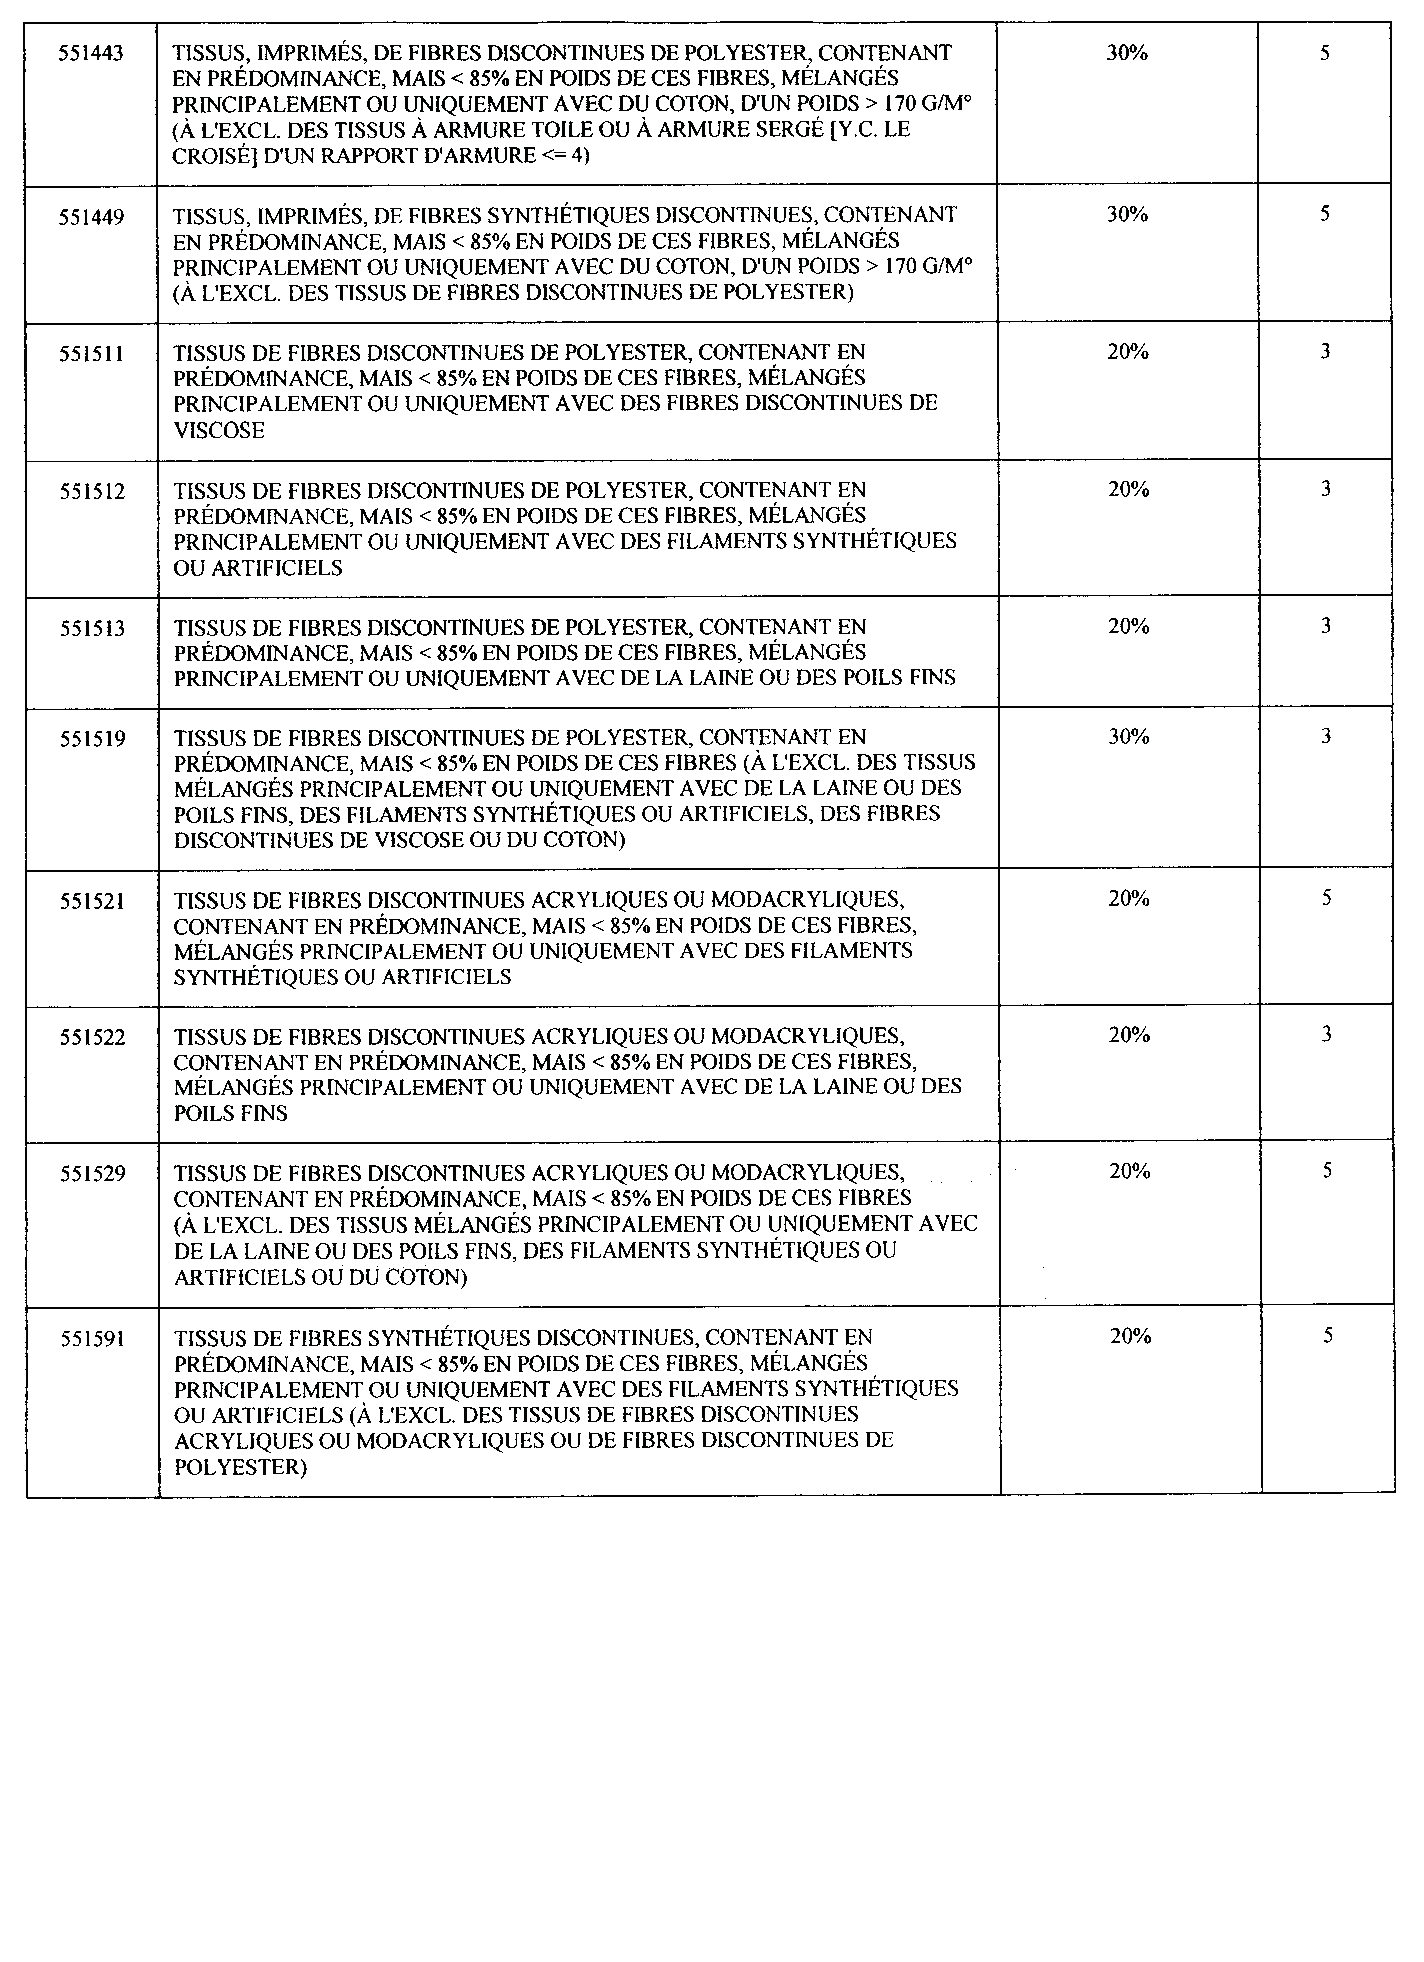 551443 TISSUS, IMPRIMÉS, DE FIBRES DISCONTINUES DE POLYESTER, CONTENANT 30% 5
EN PRÉDOMINANCE, MAIS < 85% EN POIDS DE CES FIBRES, MÉLANGÉS
PRINCIPALEMENT OU UNIQUEMENT AVEC DU COTON, D'UN POIDS > 170 G/M°
(À L'EXCL. DES TISSUS À ARMURE TOILE OU À ARMURE SERGÉ [Y.C. LE
CROISÉ] D'UN RAPPORT D'ARMURE <= 4)
551449 TISSUS, IMPRIMÉS, DE FIBRES SYNTHÉTIQUES DISCONTINUES, CONTENANT 30% 5
EN PRÉDOMINANCE, MAIS < 85% EN POIDS DE CES FIBRES, MÉLANGÉS
PRINCIPALEMENT OU UNIQUEMENT AVEC DU COTON, D'UN POIDS > 170 G/M°
(À L'EXCL. DES TISSUS DE FIBRES DISCONTINUES DE POLYESTER)
551511 TISSUS DE FIBRES DISCONTINUES DE POLYESTER, CONTENANT EN 20% 3
PRÉDOMINANCE, MAIS < 85% EN POIDS DE CES FIBRES, MÉLANGÉS
PRINCIPALEMENT OU UNIQUEMENT AVEC DES FIBRES DISCONTINUES DE
VISCOSE
551512 TISSUS DE FIBRES DISCONTINUES DE POLYESTER, CONTENANT EN 20% 3
PRÉDOMINANCE, MAIS < 85% EN POIDS DE CES FIBRES, MÉLANGÉS
PRINCIPALEMENT OU UNIQUEMENT AVEC DES FILAMENTS SYNTHÉTIQUES
OU ARTIFICIELS
551513 TISSUS DE FIBRES DISCONTINUES DE POLYESTER, CONTENANT EN 20% 3
PRÉDOMINANCE, MAIS < 85% EN POIDS DE CES FIBRES, MÉLANGÉS
PRINCIPALEMENT OU UNIQUEMENT AVEC DE LA LAINE OU DES POILS FINS
551519 TISSUS DE FIBRES DISCONTINUES DE POLYESTER, CONTENANT EN 30% 3
PRÉDOMINANCE, MAIS < 85% EN POIDS DE CES FIBRES (À L'EXCL. DES TISSUS
MÉLANGÉS PRINCIPALEMENT OU UNIQUEMENT AVEC DE LA LAINE OU DES
POILS FINS, DES FILAMENTS SYNTHÉTIQUES OU ARTIFICIELS, DES FIBRES
DISCONTINUES DE VISCOSE OU DU COTON)
551521 TISSUS DE FIBRES DISCONTINUES ACRYLIQUES OU MODACRYLIQUES, 20% 5
CONTENANT EN PRÉDOMINANCE, MAIS < 85% EN POIDS DE CES FIBRES,
MÉLANGÉS PRINCIPALEMENT OU UNIQUEMENT AVEC DES FILAMENTS
SYNTHÉTIQUES OU ARTIFICIELS
551522 TISSUS DE FIBRES DISCONTINUES ACRYLIQUES OU MODACRYLIQUES, 20% 3
CONTENANT EN PRÉDOMINANCE, MAIS < 85% EN POIDS DE CES FIBRES,
MÉLANGÉS PRINCIPALEMENT OU UNIQUEMENT AVEC DE LA LAINE OU DES
POILS FINS
551529 TISSUS DE FIBRES DISCONTINUES ACRYLIQUES OU MODACRYLIQUES, 20% 5
CONTENANT EN PRÉDOMINANCE, MAIS < 85% EN POIDS DE CES FIBRES
(À L'EXCL. DES TISSUS MÉLANGÉS PRINCIPALEMENT OU UNIQUEMENT AVEC
DE LA LAINE OU DES POILS FINS, DES FILAMENTS SYNTHÉTIQUES OU
ARTIFICIELS OU DU COTON)
551591 TISSUS DE FIBRES SYNTHÉTIQUES DISCONTINUES, CONTENANT EN 20% 5
PRÉDOMINANCE, MAIS < 85% EN POIDS DE CES FIBRES, MÉLANGÉS
PRINCIPALEMENT OU UNIQUEMENT AVEC DES FILAMENTS SYNTHÉTIQUES
OU ARTIFICIELS (À L'EXCL. DES TISSUS DE FIBRES DISCONTINUES
ACRYLIQUES OU MODACRYLIQUES OU DE FIBRES DISCONTINUES DE
POLYESTER)